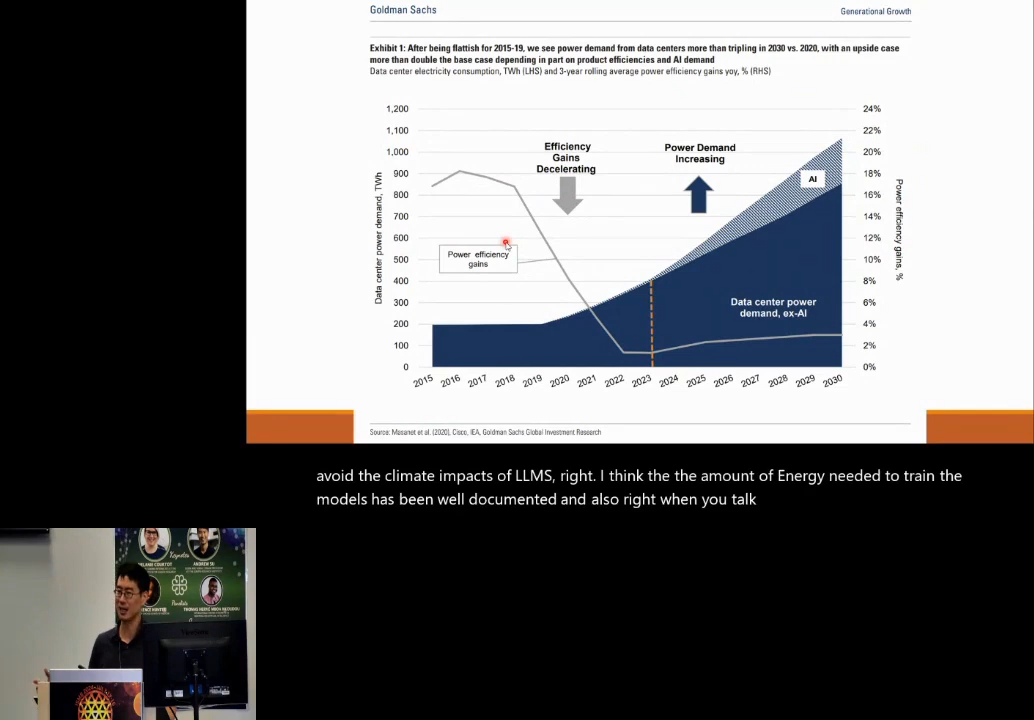 Goldman Sachs
Generational Growth
Exhibit 1: After being flattish for 2015-19, we see power demand from data centers more than tripling in 2030 vs. 2020, with an upside case
more than double the base case depending in part on product efficiencies and AI demand
Data center electricity consumption, TWh (LHS) and 3-year rolling average power efficiency gains yoy, % (RHS)
1,200
1,100
1,000
900
800
700
600
500
400
300
200
100
0
Data center power demand, TWh
24%
22%
20%
18%
16%
14%
12%
10%
8%
6%
4%
2%
0%
Power efficiency gains, %
Efficiency
Gains
Decelerating
Power Demand
Increasing
AI
Power efficiency
gains
Data center power
demand, ex-AI
2015
2016
2017
2018
2019
2020
2021
2022
2023
2024
2025
2026
2027
2028
2029
2030
Source: Masanet et al. (2020), Cisco, IEA, Goldman Sachs Global Investment Research
avoid the climate impacts of LLMS, right. I think the the amount of Energy needed to train the
models has been well documented and also right when you talk
Keynotes
ANDREW SU
Panelists
ViewSonic